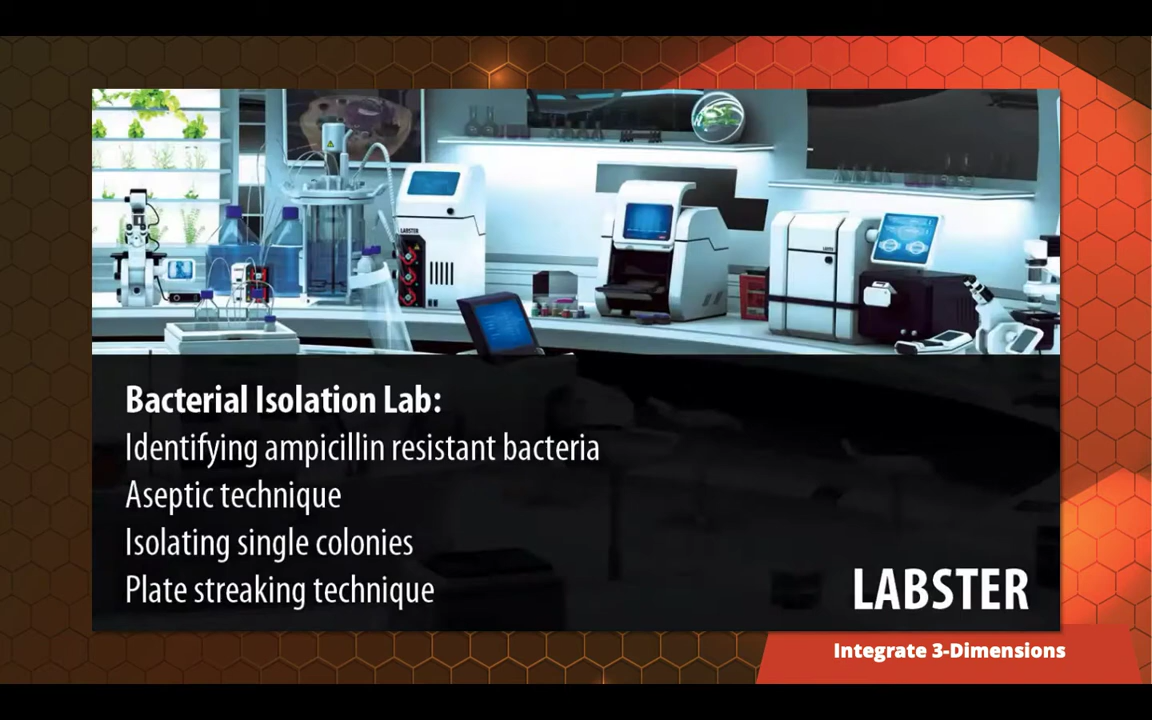 LABSTER
Bacterial Isolation Lab:
Identifying ampicillin resistant bacteria
Aseptic technique
Isolating single colonies
Plate streaking technique
LABSTER
Integrate 3-Dimensions